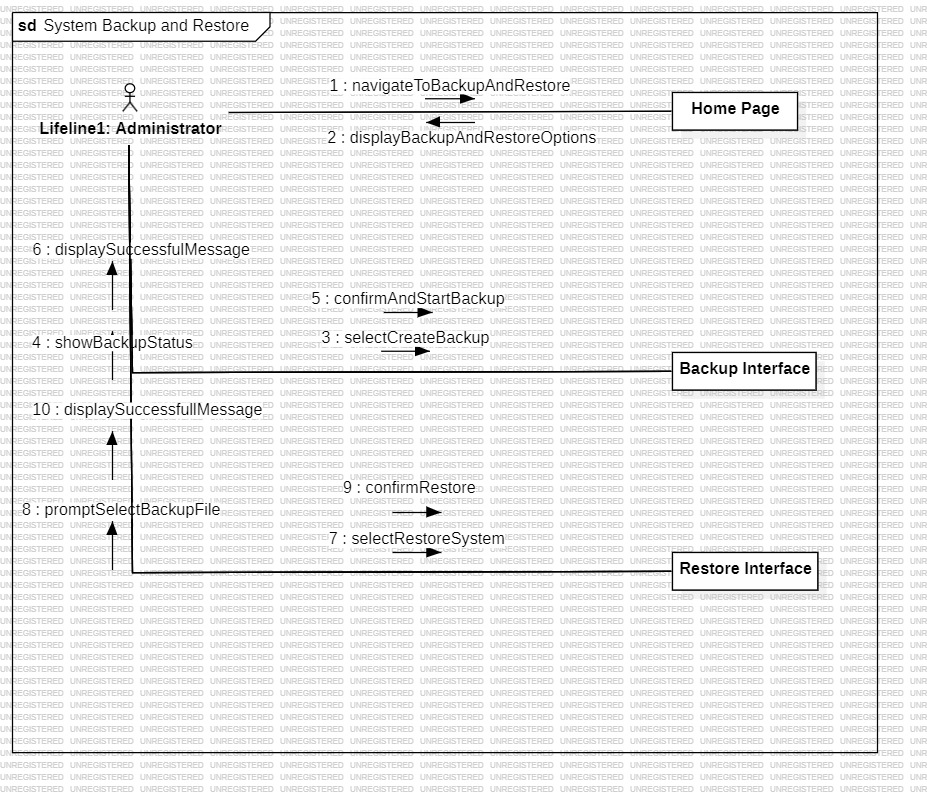 sd System Backup and Restore
1 : navigateToBackupAndRestore
Home Page
Lifeline1: Administrator
2 : displayBackupAndRestoreOptions
6 : displaySuccessfulMessage
5 : confirmAndStartBackup
4 : showBackupStatus
3 : selectCreateBackup
Backup Interface
10 : displaySuccessfullMessage
9 : confirmRestore
8 : promptSelectBackupFile
7 : selectRestoreSystem
Restore Interface
UNREGISTERED